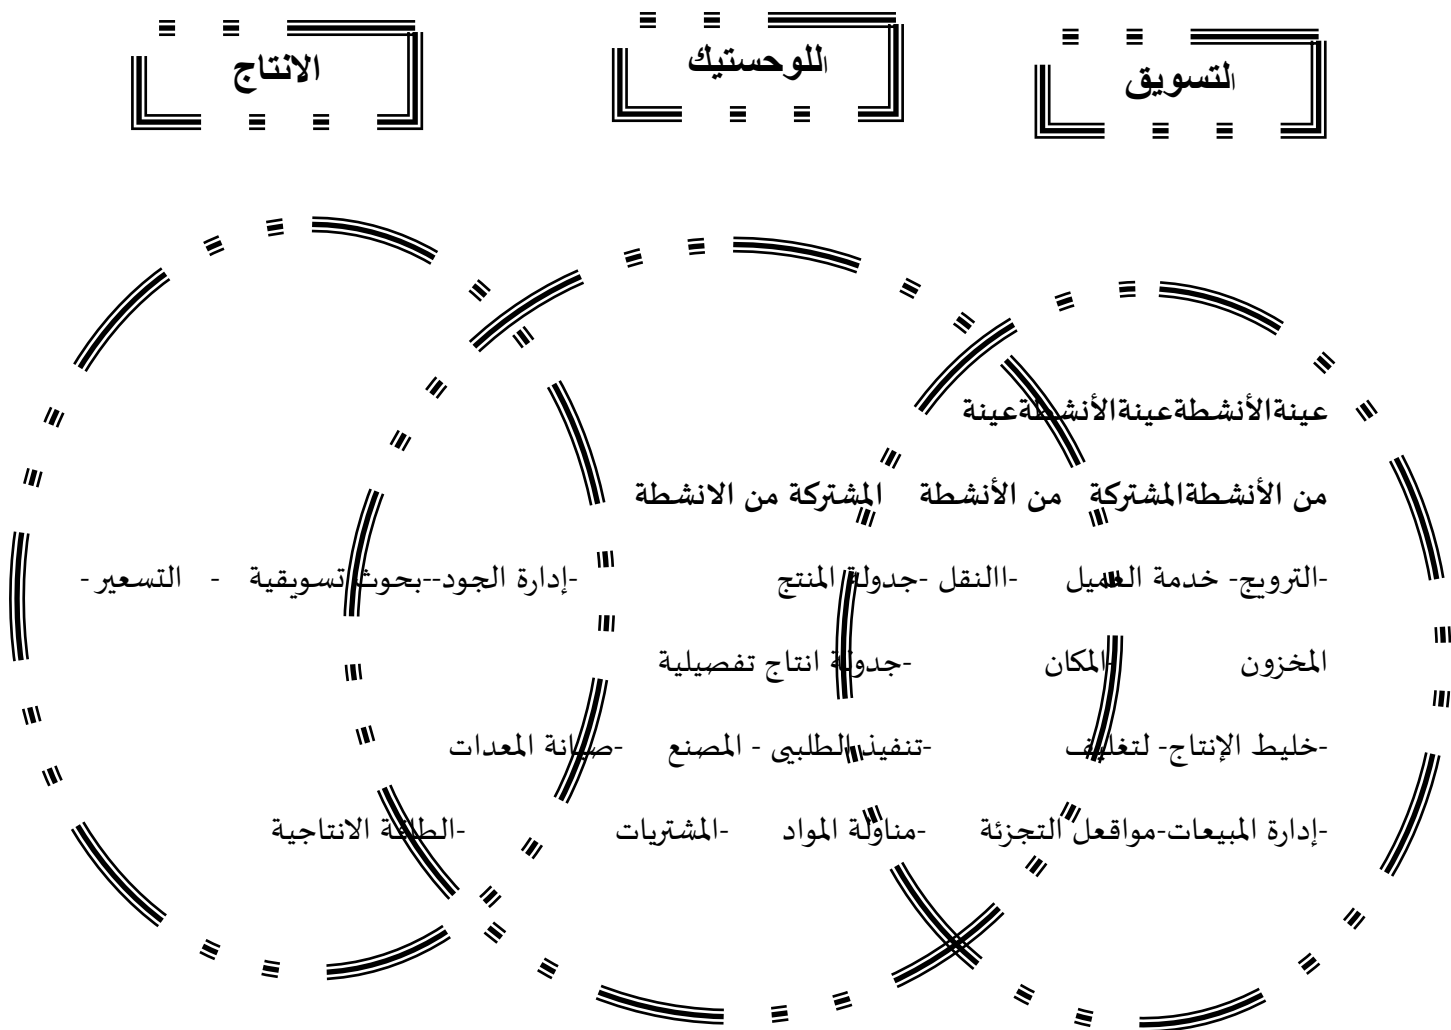 التسويق
اللوحستيك
الانتاج
عينةالأنشطةعينةالأنشطةعينة
من الأنشطةالمشتركة من الأنشطة المشتركة من الانشطة
-الترويج- خدمة العميل -االنقل -جدولة المنتج -إدارة الجود--بحوث تسويقية - التسعير -
المخزون -المكان -جدولة انتاج تفصيلية
-خليط الإنتاج- لتغليف -تنفيذ الطلبي - المصنع -صيانة المعدات
-إدارة المبيعات-مواقعل التجزئة -مناولة المواد -المشتريات -الطاقة الانتاجية